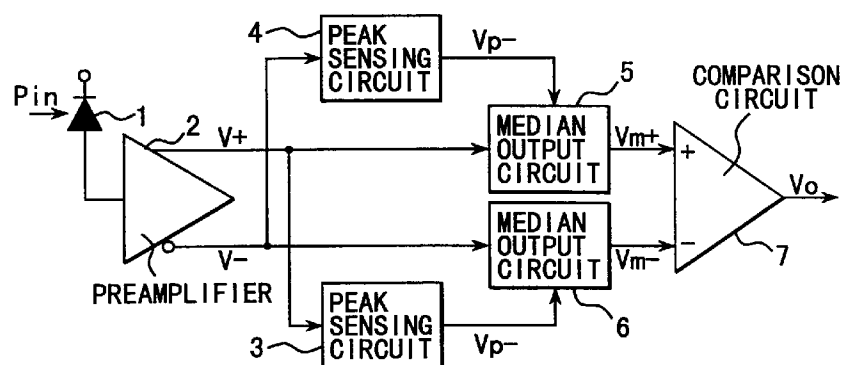 4
PEAK
SENSING
CIRCUIT
Vp-
5
COMPARISON
CIRCUIT
Pin
1
2
V+
MEDIAN
OUTPUT
CIRCUIT
Vm+
+
Vo
V-
MEDIAN
OUTPUT
CIRCUIT
Vm-
-
7
PREAMPLIFIER
6
3
PEAK
SENSING
CIRCUIT
Vp-